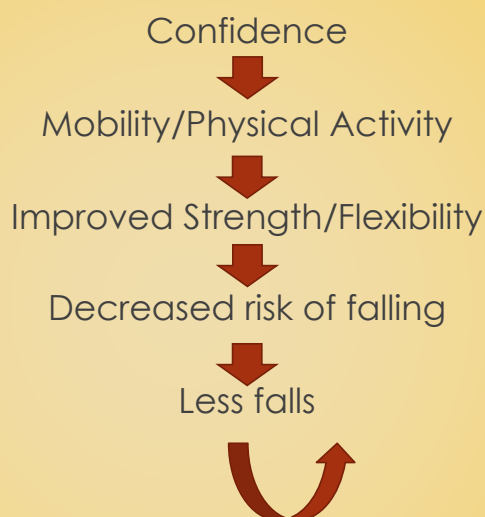 Confidence
Mobility/Physical Activity
Improved Strength/Flexibility
Decreased risk of falling
Less falls